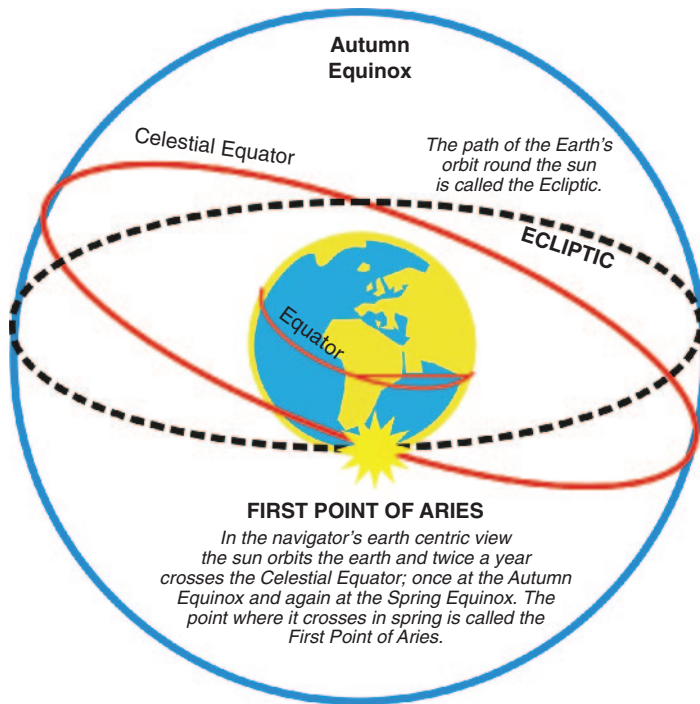 Autumn
Equinox
Celestial Equator
The path of the Earth's
orbit round the sun
is called the Ecliptic.
ECLIPTIC
Equator
FIRST POINT OF ARIES
In the navigator's earth centric view
the sun orbits the earth and twice a year
crosses the Celestial Equator; once at the Autumn
Equinox and again at the Spring Equinox. The
point where it crosses in spring is called the
First Point of Aries.